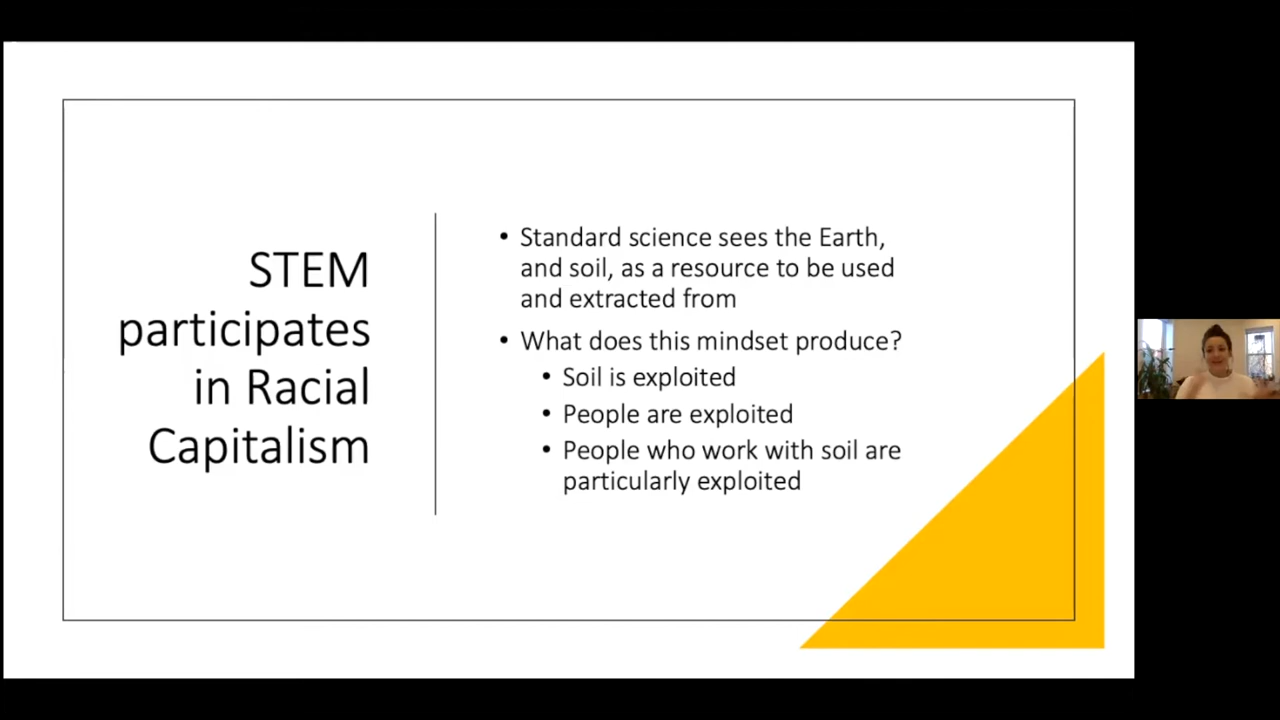 STEM
participates
in Racial
Capitalism
• Standard science sees the Earth,
and soil, as a resource to be used
and extracted from
• What does this mindset produce?
• Soil is exploited
• People are exploited
• People who work with soil are
particularly exploited